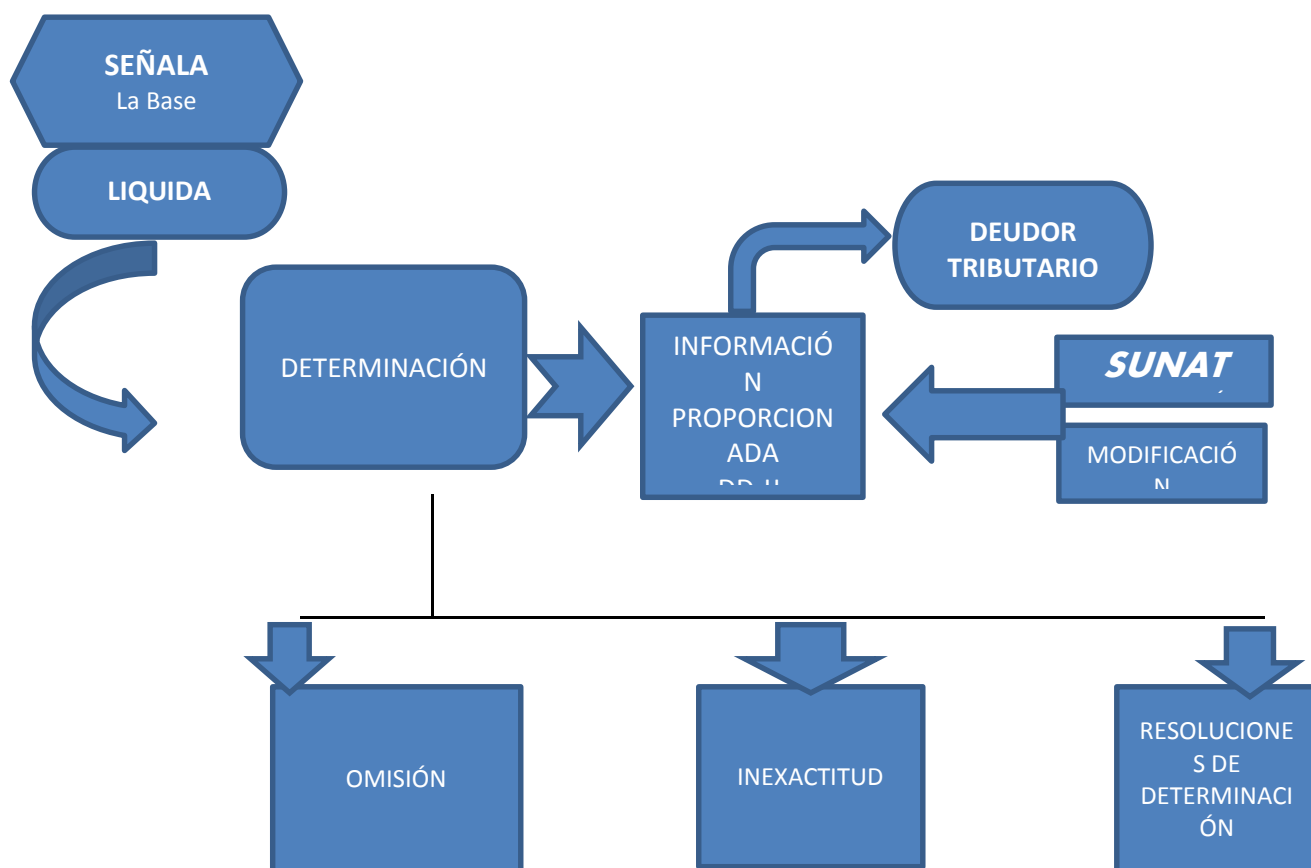 SEÑALA
La Base
LIQUIDA
DEUDOR
TRIBUTARIO
DETERMINACIÓN
INFORMACIÓ
N
PROPORCION
ADA
SUNAT
MODIFICACIÓ
N
OMISIÓN
INEXACTITUD
RESOLUCIONE
S DE
DETERMINACI
ÓN